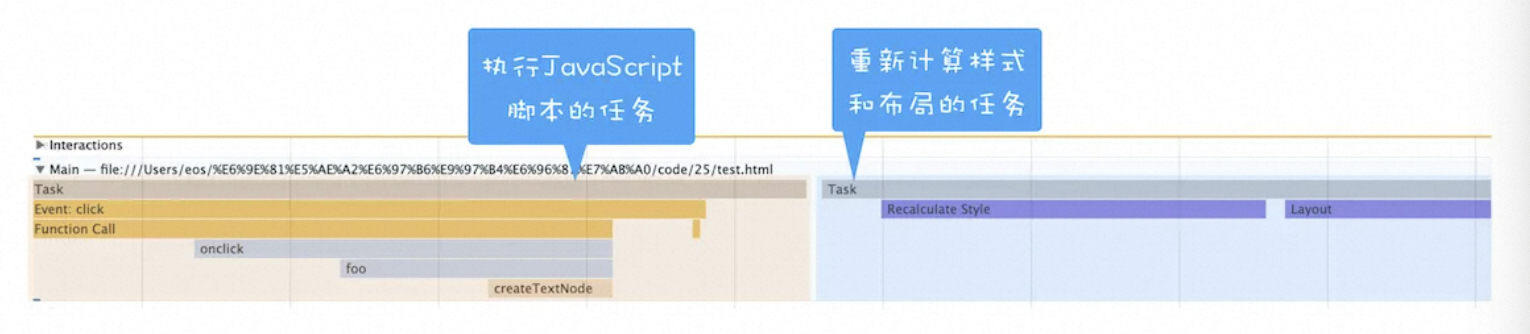 执行JavaScript
脚本的任务
重新计算样式
和布局的任务
Interactions
Main — file:///Users/eos/%E6%9E%81%E5%AE%A2%E6%97%B6%E9%97%B4%E6%96%8 %E7%AB%A0/code/25/test.html
Task
Task
Event: click
Recalculate Style
Layout
Function Call
onclick
foo
createTextNode